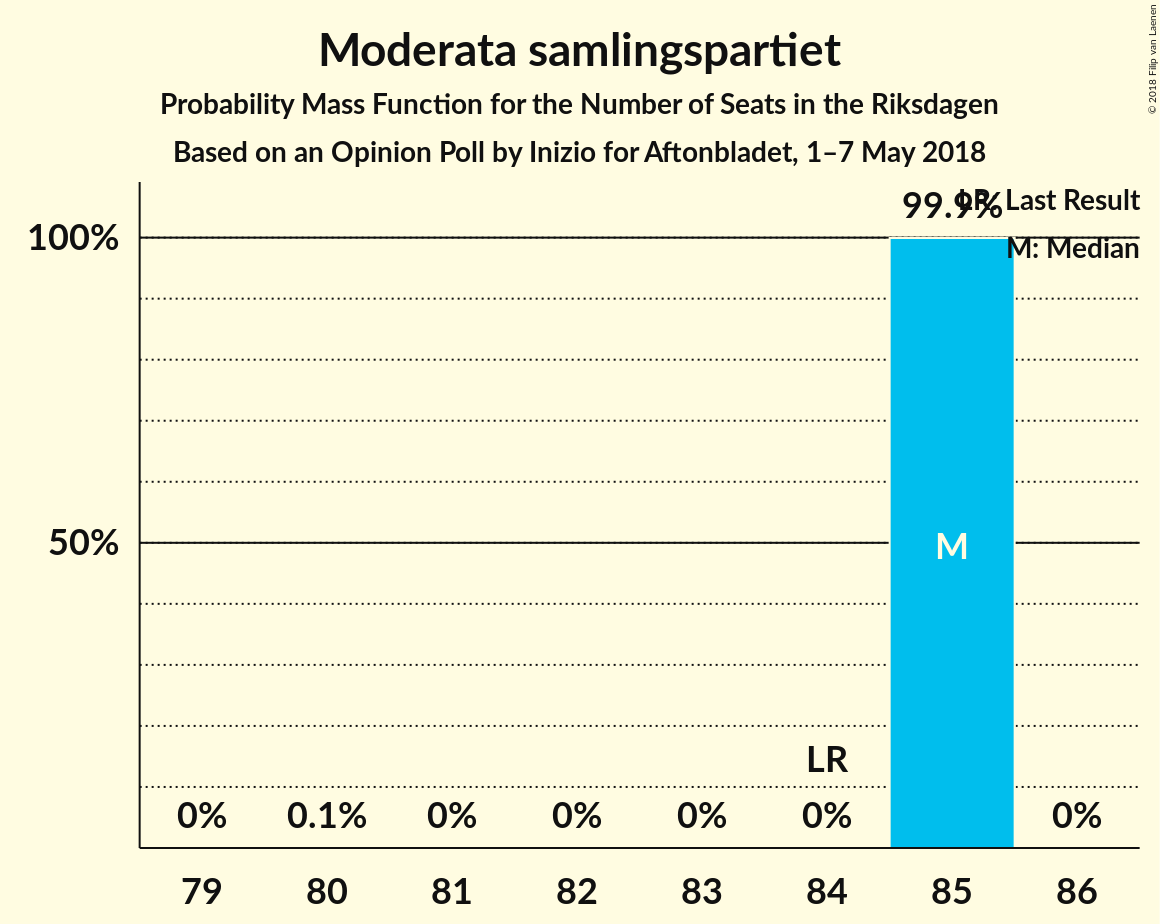 Moderata samlingspartiet
Probability Mass Function for the Number of Seats in the Riksdagen
Based on an Opinion Poll by Inizio for Aftonbladet, 1–7 May 2018
© 2018 Filip van Laenen
99.9%
LR: Last Result
M: Median
100%
50%
M
LR
0% 0.1% 0% 0% 0% 0% 0%
79 80 81 82 83 84 85 86